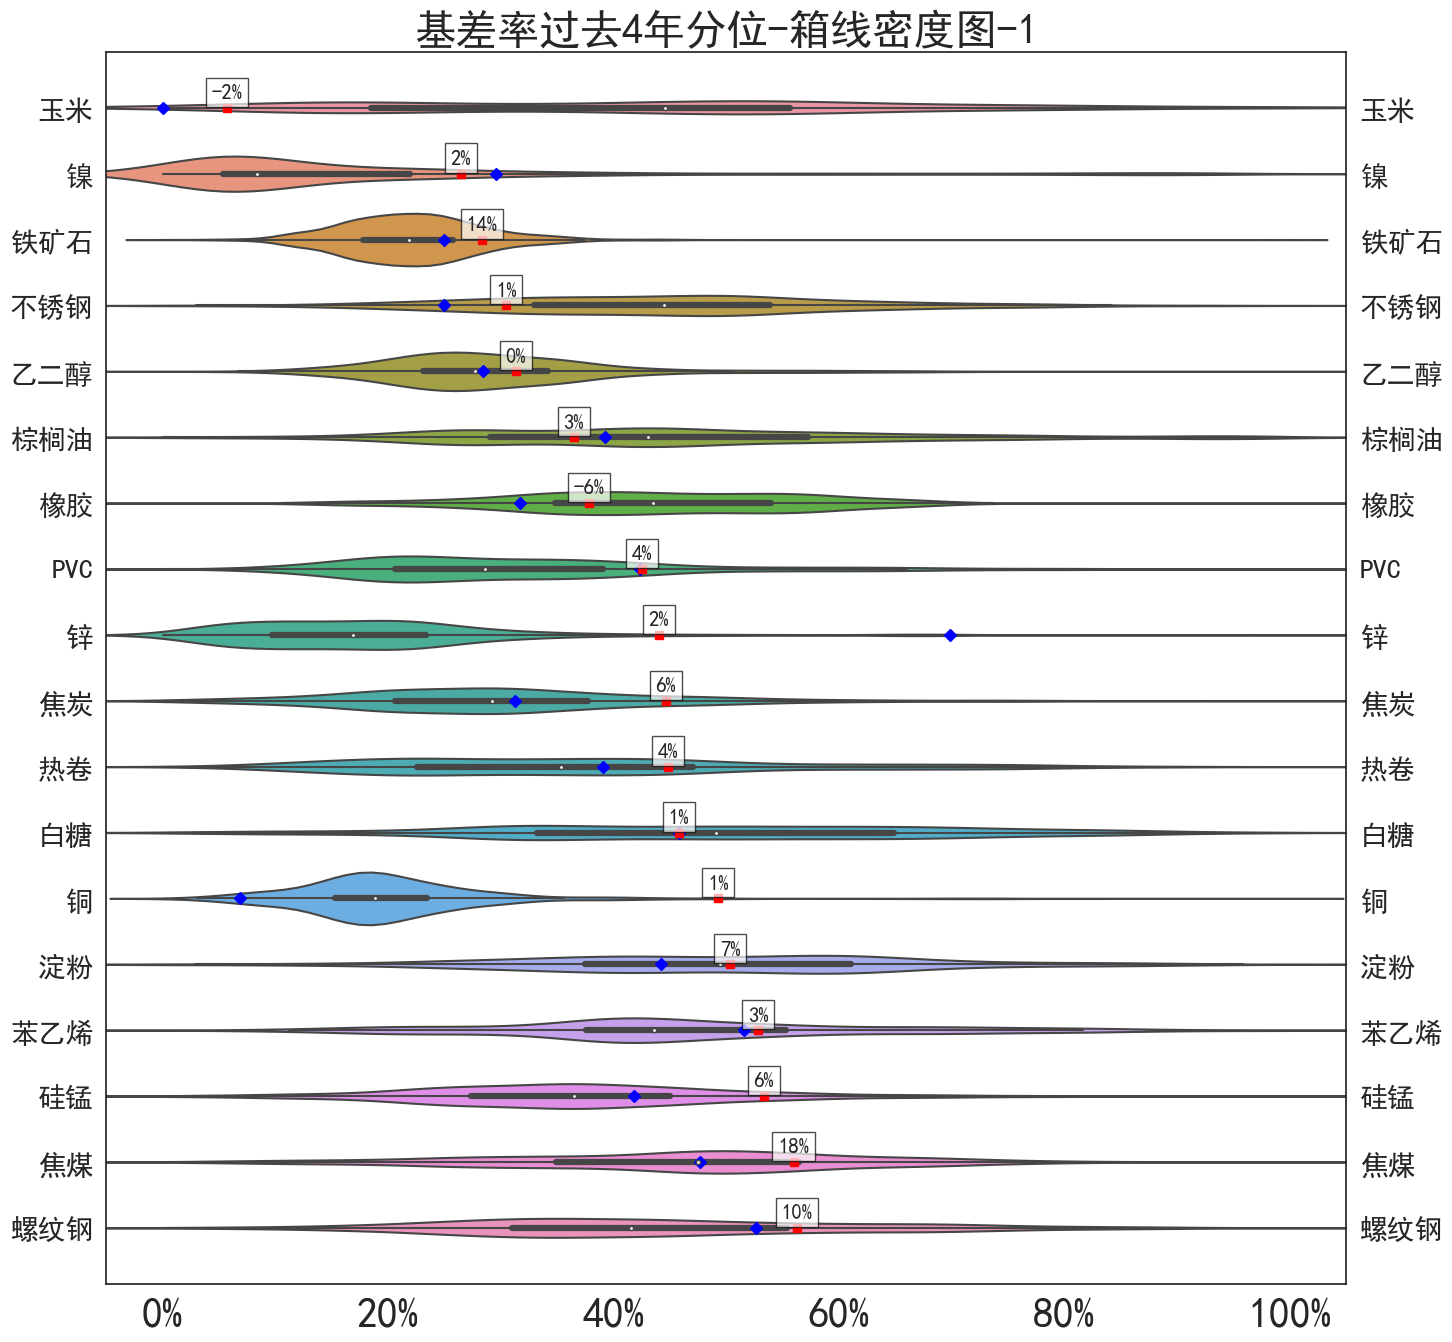 基差率过去4年分位-箱线密度图-1
玉米 -2% 玉米
镍 2% 镍
铁矿石 14% 铁矿石
不锈钢 1% 不锈钢
乙二醇 0% 乙二醇
棕榈油 3% 棕榈油
橡胶 -6% 橡胶
PVC 4% PVC
锌 2% 锌
焦炭 6% 焦炭
热卷 4% 热卷
白糖 1% 白糖
铜 1% 铜
淀粉 7% 淀粉
苯乙烯 3% 苯乙烯
硅锰 6% 硅锰
焦煤 18% 焦煤
螺纹钢 10% 螺纹钢
0% 20% 40% 60% 80% 100%